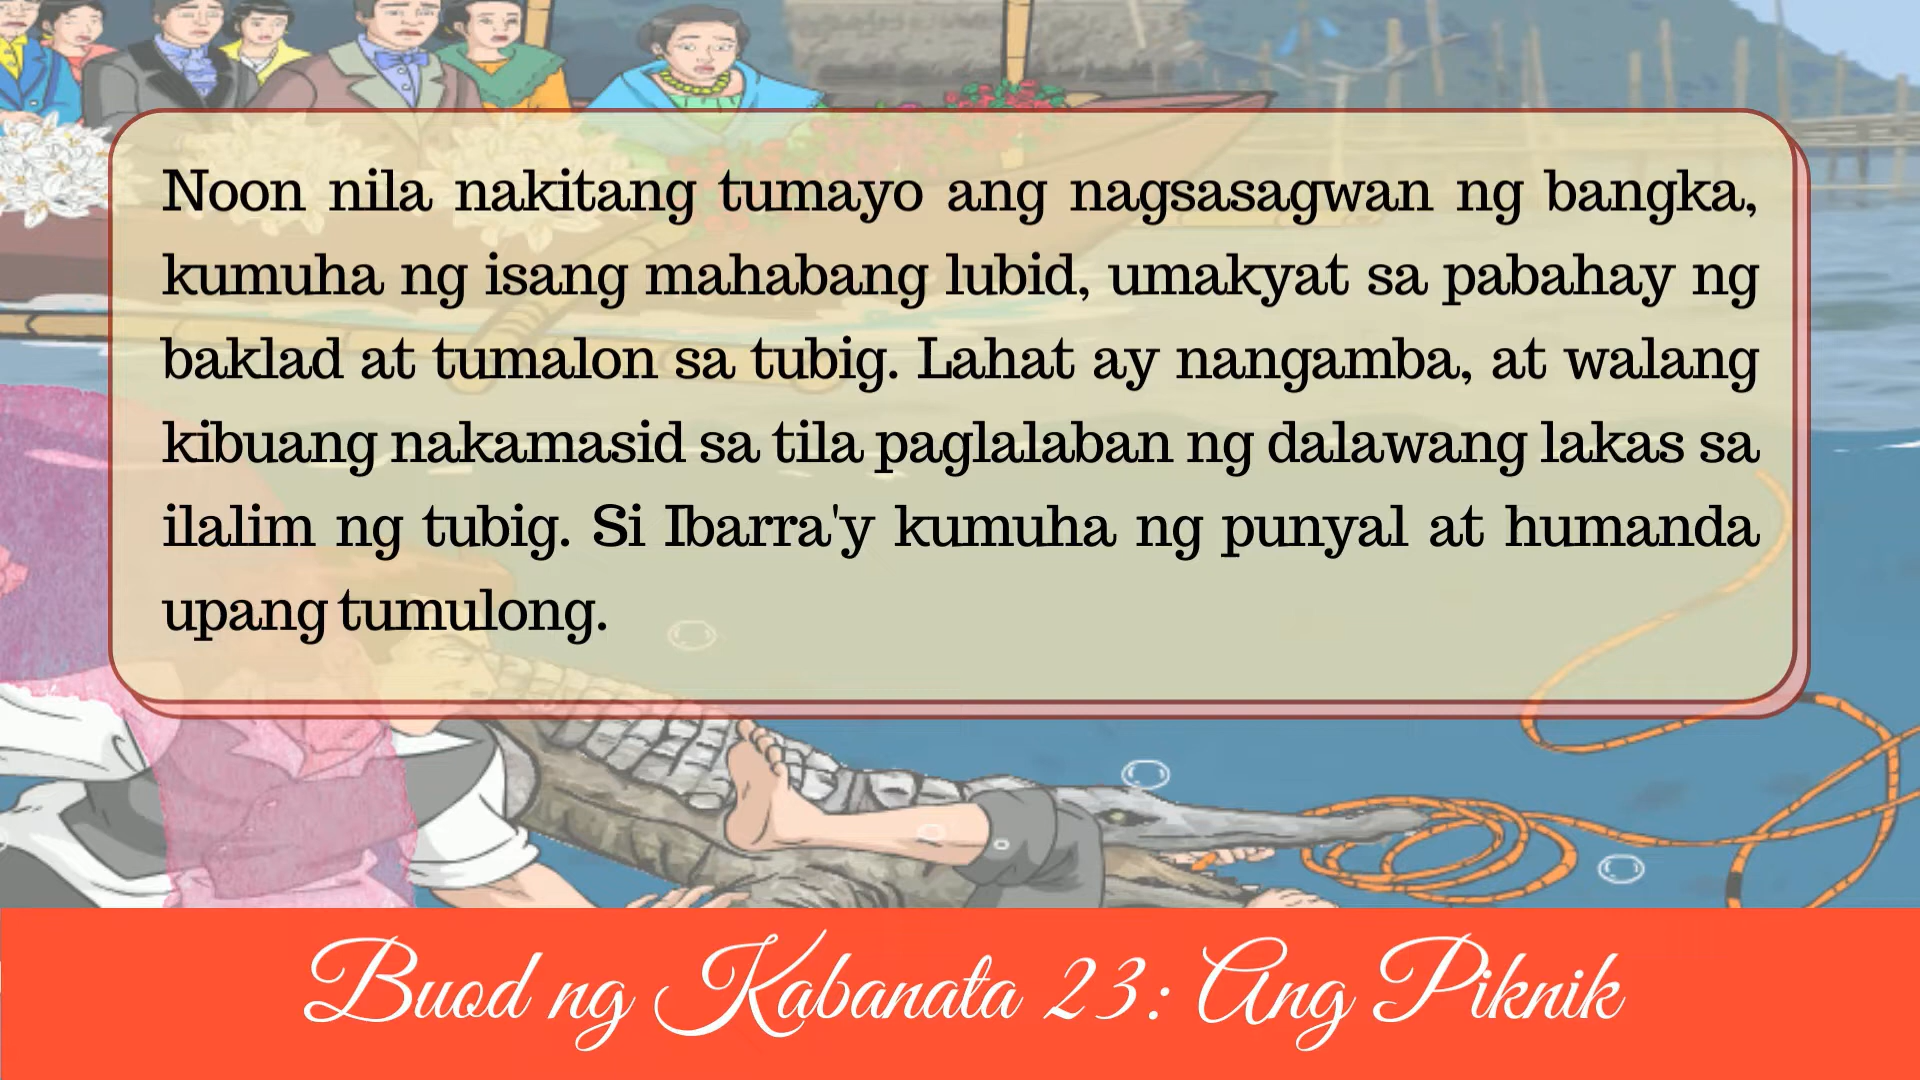 Noon nila nakitang tumayo ang nagsasagwan ng bangka,
kumuha ng isang mahabang lubid, umakyat sa pabahay ng
baklad at tumalon sa tubig. Lahat ay nangamba, at walang
kibuang nakamasid sa tila paglalaban ng dalawang lakas sa
ilalim ng tubig. Si Ibarra'y kumuha ng punyal at humanda
upang tumulong.
Buod ng Kabanata 23: Ang Piknik